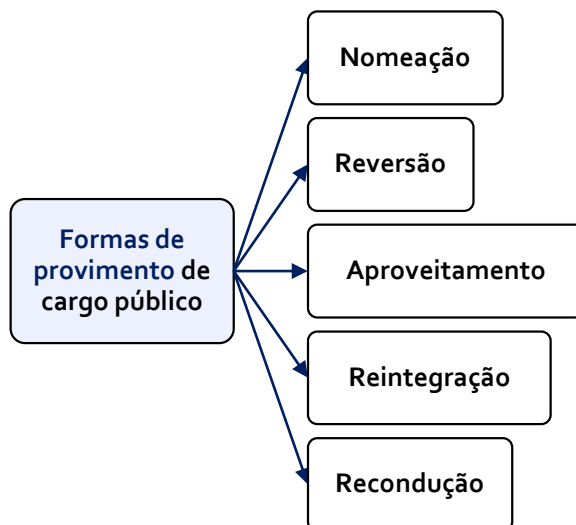 Formas de
provimento de
cargo público
Nomeação
Reversão
Aproveitamento
Reintegração
Recondução